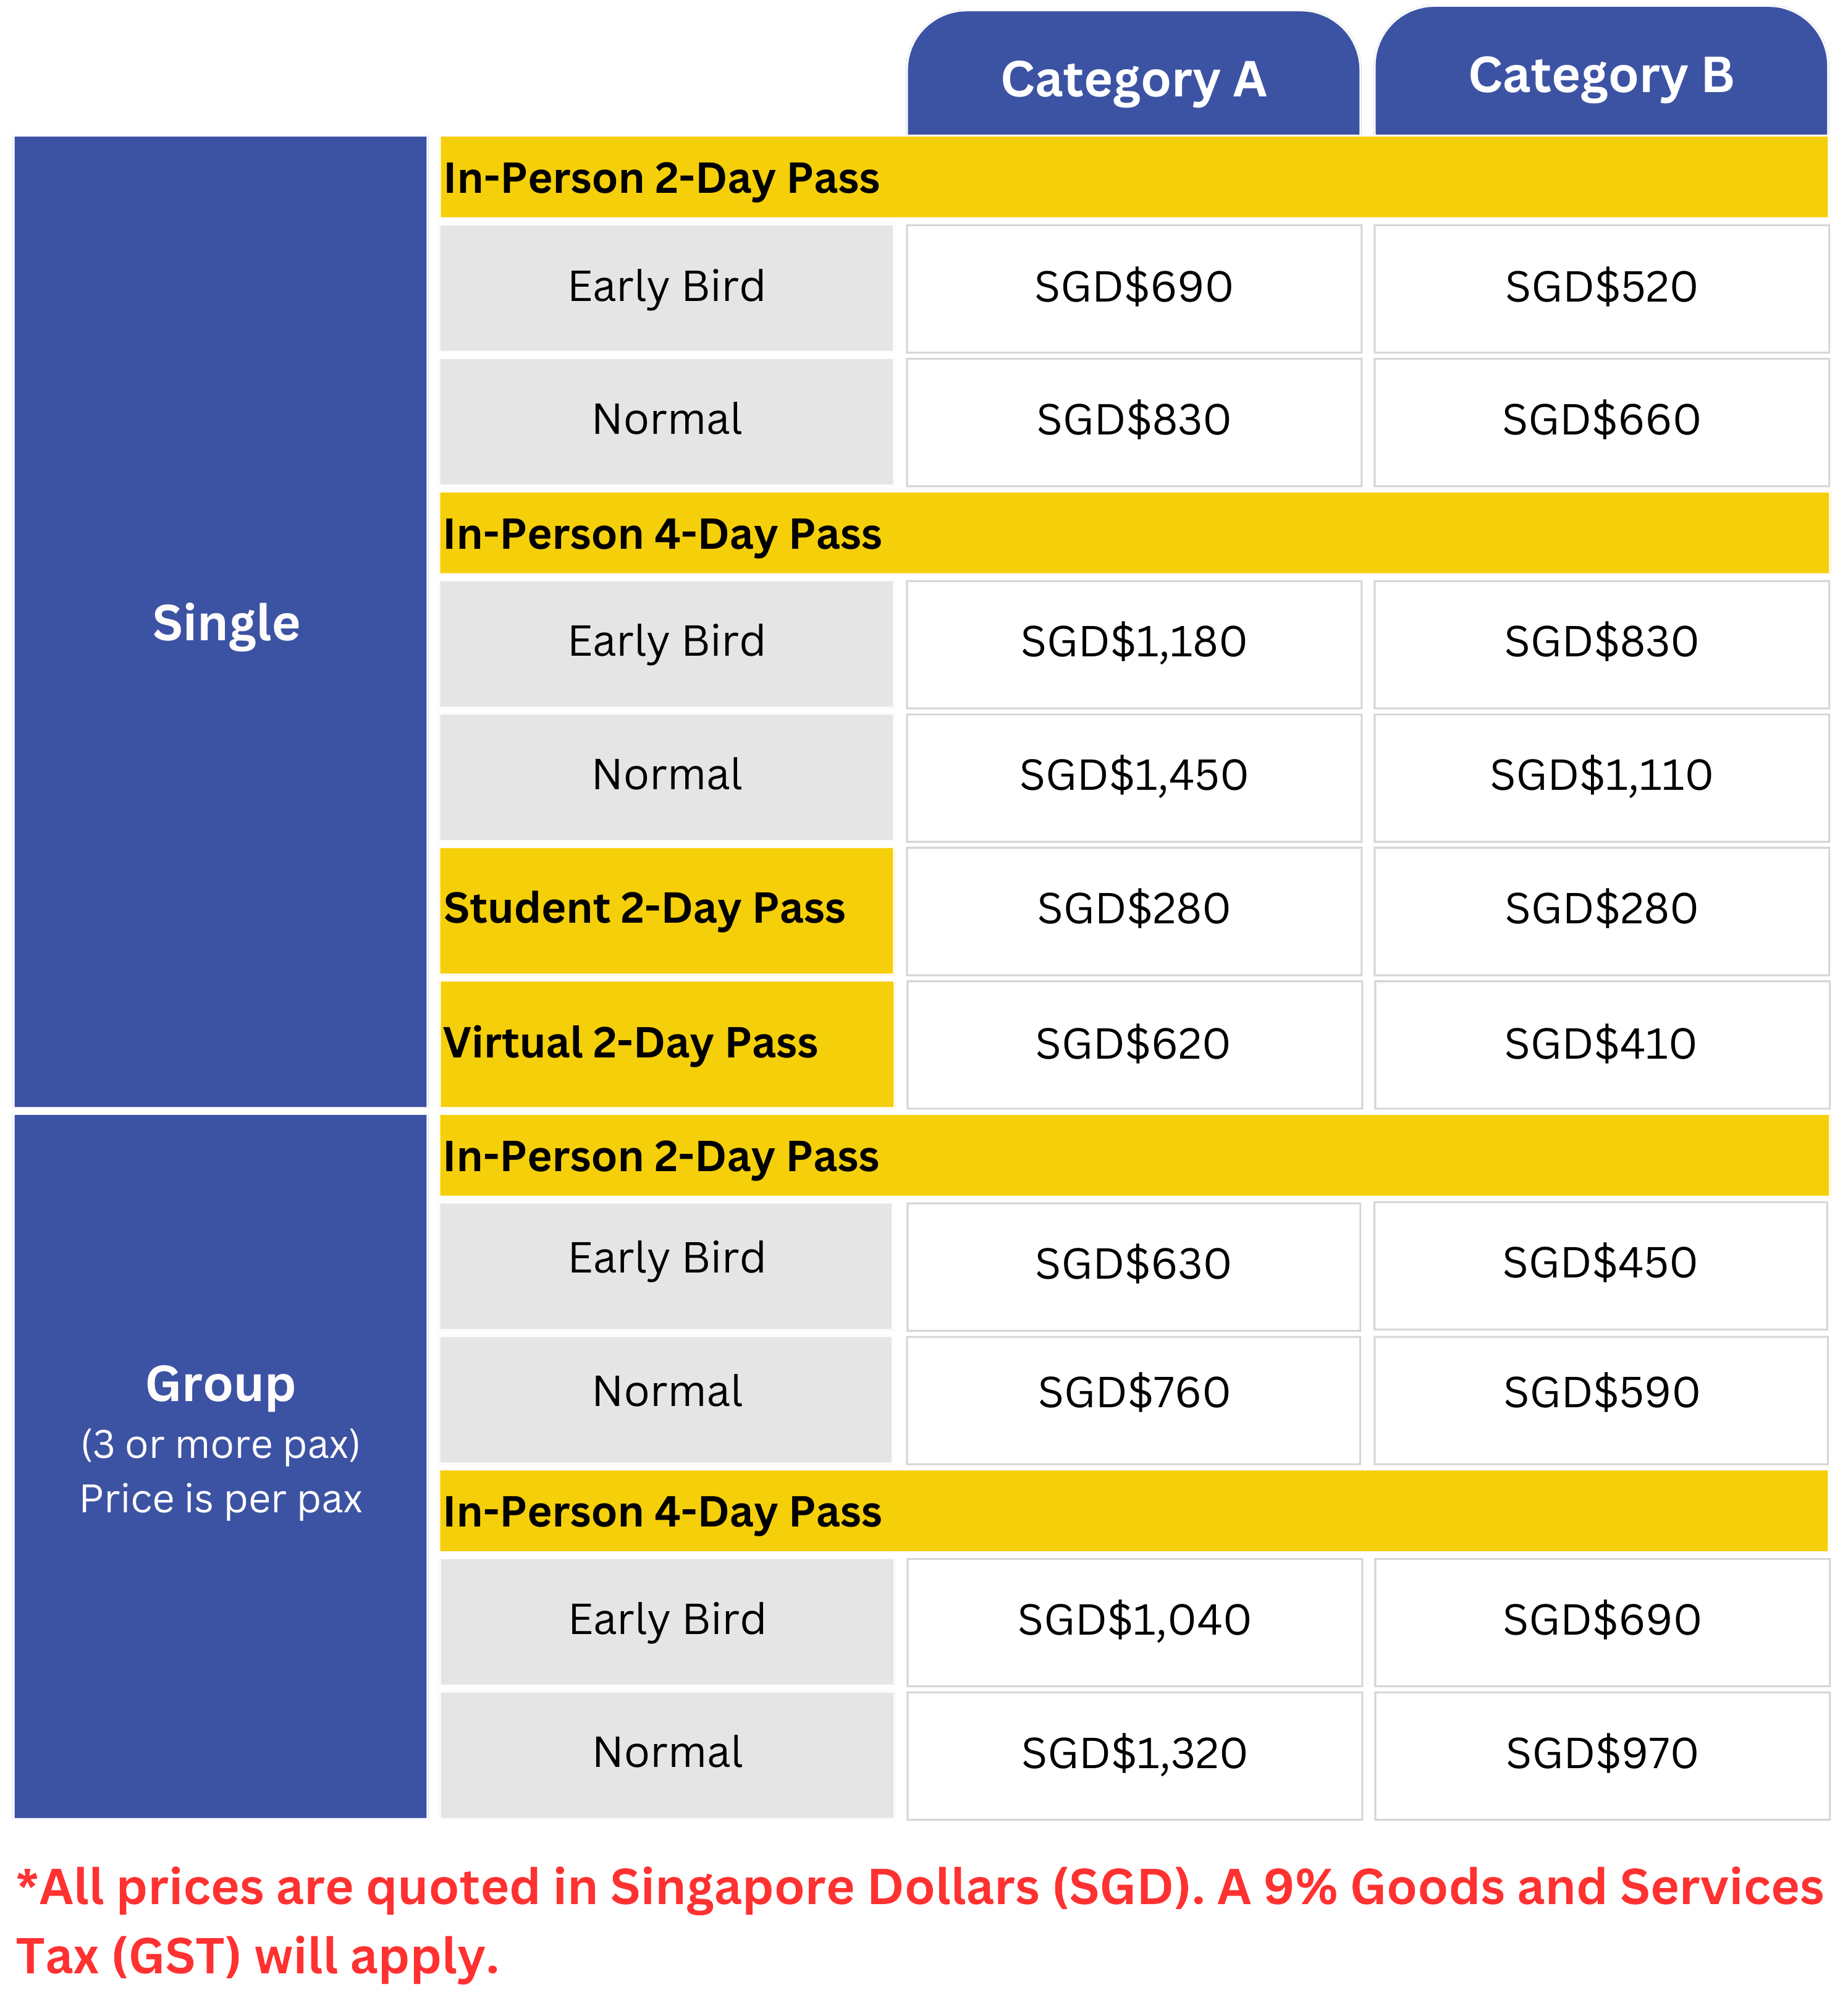 Category A
Category B
Single
In-Person 2-Day Pass
Early Bird SGD$690 SGD$520
Normal SGD$830 SGD$660
In-Person 4-Day Pass
Early Bird SGD$1,180 SGD$830
Normal SGD$1,450 SGD$1,110
Student 2-Day Pass SGD$280 SGD$280
Virtual 2-Day Pass SGD$620 SGD$410
Group
(3 or more pax)
Price is per pax
In-Person 2-Day Pass
Early Bird SGD$630 SGD$450
Normal SGD$760 SGD$590
In-Person 4-Day Pass
Early Bird SGD$1,040 SGD$690
Normal SGD$1,320 SGD$970
*All prices are quoted in Singapore Dollars (SGD). A 9% Goods and Services
Tax (GST) will apply.